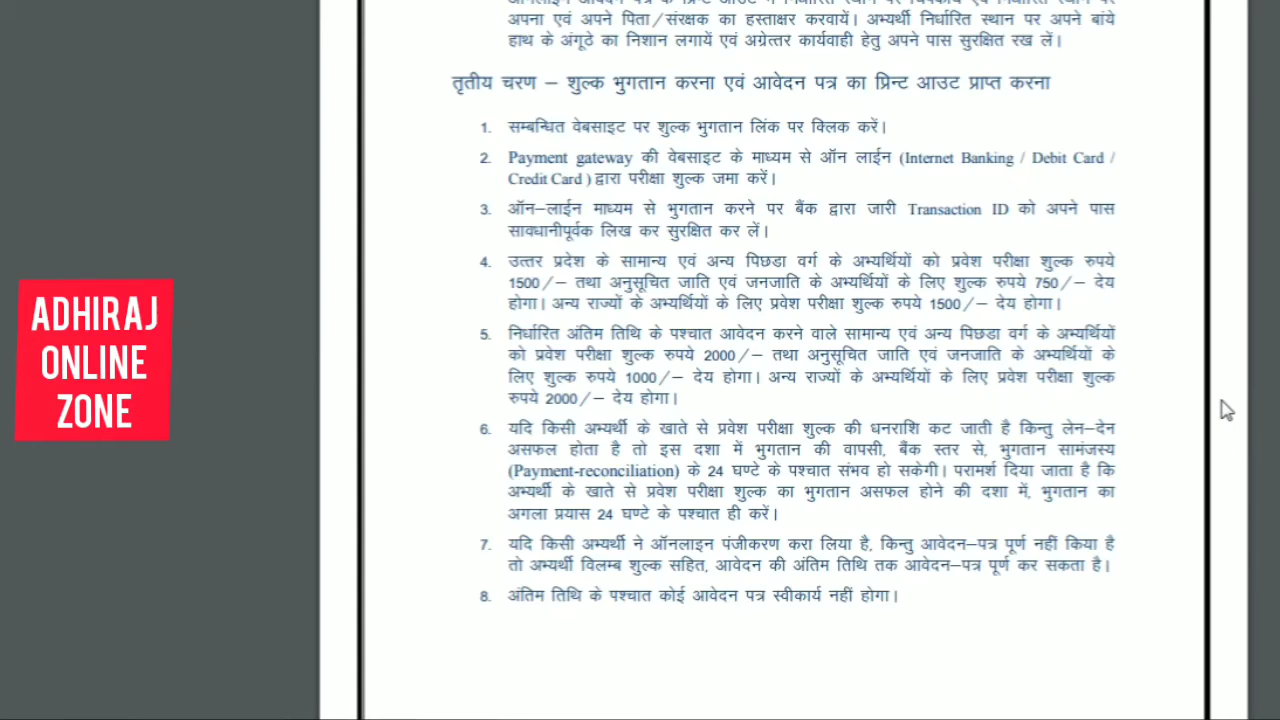 ऑनलाइन आवेदन पत्र के प्रिन्ट आउट में निर्धारित स्थान पर चिपकायें एवं निर्धारित स्थान पर
अपना एवं अपने पिता/संरक्षक का हस्ताक्षर करवायें। अभ्यर्थी निर्धारित स्थान पर अपने बांये
हाथ के अंगूठे का निशान लगायें एवं अग्रेत्तर कार्यवाही हेतु अपने पास सुरक्षित रख लें।
तृतीय चरण – शुल्क भुगतान करना एवं आवेदन पत्र का प्रिन्ट आउट प्राप्त करना
1. सम्बन्धित वेबसाइट पर शुल्क भुगतान लिंक पर क्लिक करें।
2. Payment gateway की वेबसाइट के माध्यम से ऑन लाईन (Internet Banking / Debit Card /
Credit Card ) द्वारा परीक्षा शुल्क जमा करें।
3. ऑन–लाईन माध्यम से भुगतान करने पर बैंक द्वारा जारी Transaction ID को अपने पास
सावधानीपूर्वक लिख कर सुरक्षित कर लें।
4. उत्तर प्रदेश के सामान्य एवं अन्य पिछडा वर्ग के अभ्यर्थियों को प्रवेश परीक्षा शुल्क रुपये
1500/– तथा अनुसूचित जाति एवं जनजाति के अभ्यर्थियों के लिए शुल्क रुपये 750/– देय
होगा। अन्य राज्यों के अभ्यर्थियों के लिए प्रवेश परीक्षा शुल्क रुपये 1500/– देय होगा।
5. निर्धारित अंतिम तिथि के पश्चात आवेदन करने वाले सामान्य एवं अन्य पिछडा वर्ग के अभ्यर्थियों
को प्रवेश परीक्षा शुल्क रुपये 2000/– तथा अनुसूचित जाति एवं जनजाति के अभ्यर्थियों के
लिए शुल्क रुपये 1000/– देय होगा। अन्य राज्यों के अभ्यर्थियों के लिए प्रवेश परीक्षा शुल्क
रुपये 2000/– देय होगा।
6. यदि किसी अभ्यर्थी के खाते से प्रवेश परीक्षा शुल्क की धनराशि कट जाती है किन्तु लेन–देन
असफल होता है तो इस दशा में भुगतान की वापसी, बैंक स्तर से, भुगतान सामंजस्य
(Payment-reconciliation) के 24 घण्टे के पश्चात संभव हो सकेगी। परामर्श दिया जाता है कि
अभ्यर्थी के खाते से प्रवेश परीक्षा शुल्क का भुगतान असफल होने की दशा में, भुगतान का
अगला प्रयास 24 घण्टे के पश्चात ही करें।
7. यदि किसी अभ्यर्थी ने ऑनलाइन पंजीकरण करा लिया है, किन्तु आवेदन–पत्र पूर्ण नहीं किया है
तो अभ्यर्थी विलम्ब शुल्क सहित, आवेदन की अंतिम तिथि तक आवेदन–पत्र पूर्ण कर सकता है।
8. अंतिम तिथि के पश्चात कोई आवेदन पत्र स्वीकार्य नहीं होगा।
ADHIRAJ
ONLINE
ZONE